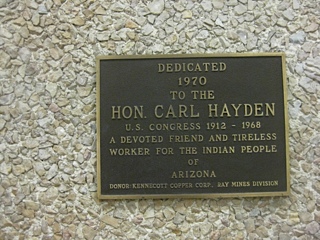 DEDICATED
1970
TO THE
HON. CARL HAYDEN
U.S. CONGRESS 1912 - 1968
A DEVOTED FRIEND AND TIRELESS
WORKER FOR THE INDIAN PEOPLE
OF
ARIZONA
DONOR: KENNECOTT COPPER CORP. RAY MINES DIVISION